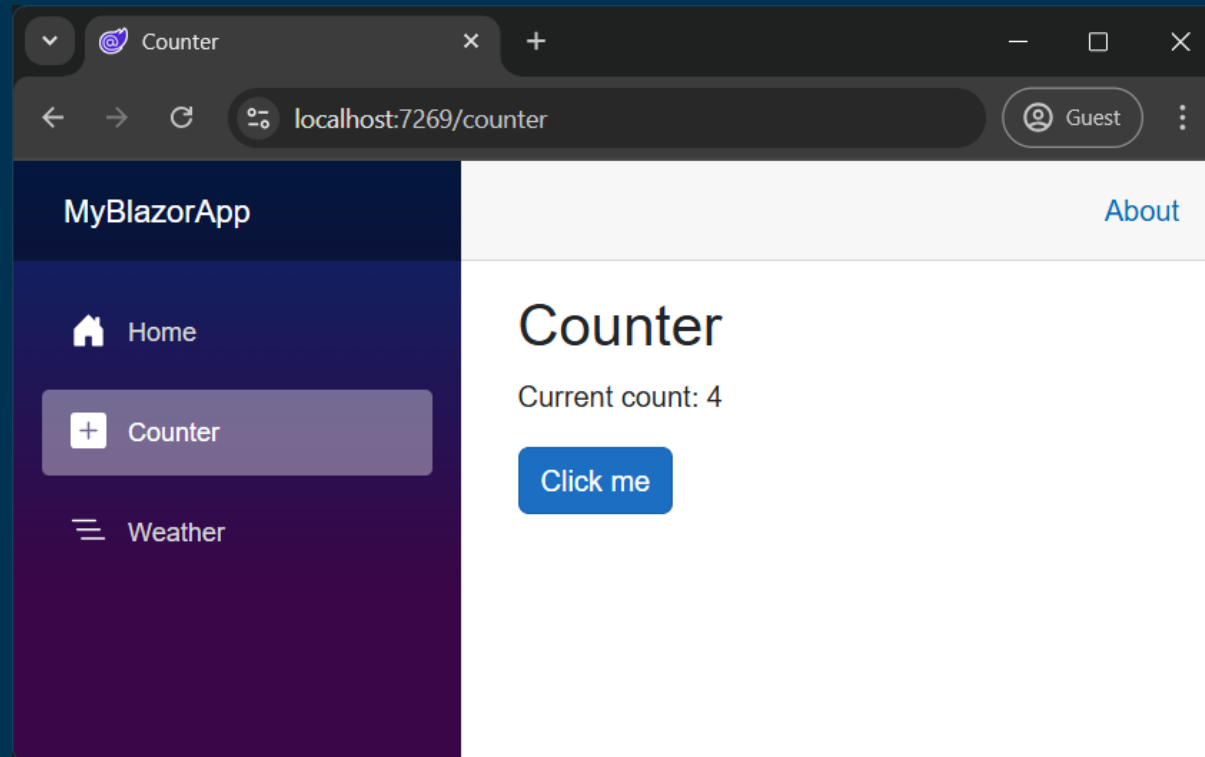 Counter
localhost:7269/counter
Guest
MyBlazorApp
About
Home
Counter
Weather
Counter
Current count: 4
Click me